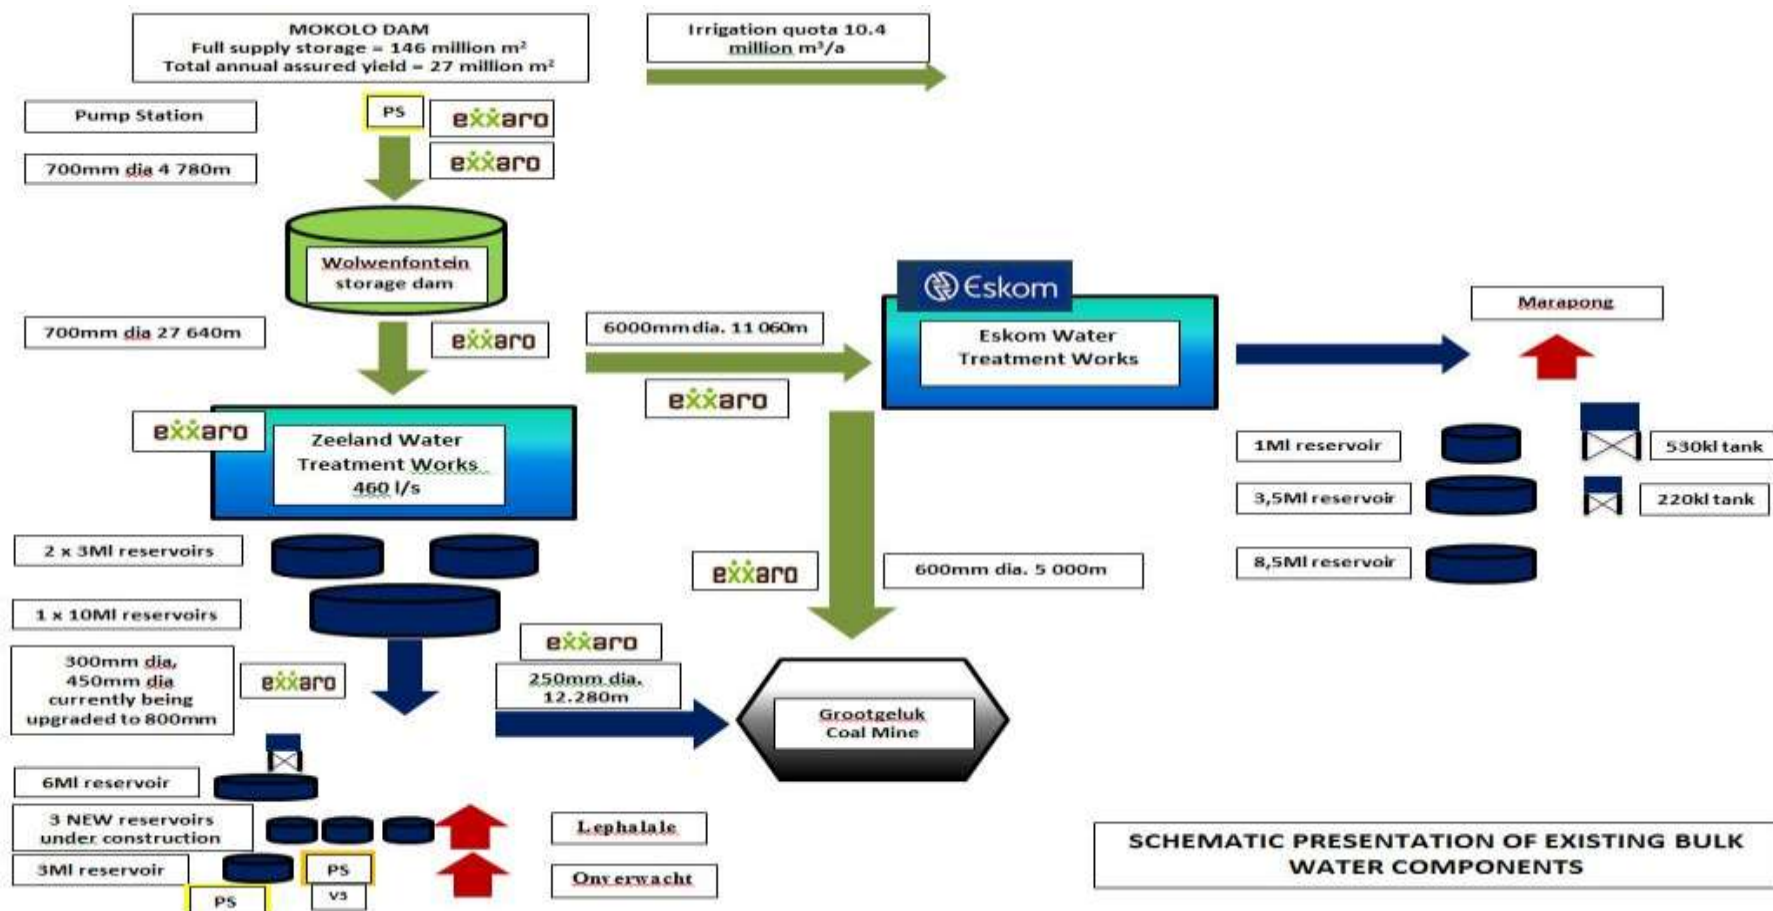 MOKOLO DAM
Full supply storage = 146 million m²
Total annual assured yield = 27 million m²
Irrigation quota 10.4
million m³/a
Pump Station
PS
exxaro
700mm dia 4 780m
exxaro
Wolwenfontein
storage dam
700mm dia 27 640m
exxaro
6000mm dia. 11 060m
exxaro
Eskom
Eskom Water
Treatment Works
Marapong
exxaro
Zeeland Water
Treatment Works
460 l/s
1Ml reservoir
530kl tank
3,5Ml reservoir
220kl tank
8,5Ml reservoir
2 x 3Ml reservoirs
1 x 10Ml reservoirs
exxaro
600mm dia. 5 000m
300mm dia,
450mm dia
currently being
upgraded to 800mm
exxaro
exxaro
250mm dia.
12.280m
Grootgeluk
Coal Mine
6Ml reservoir
3 NEW reservoirs
under construction
Lephalale
3Ml reservoir
PS
V3
PS
Onverwacht
SCHEMATIC PRESENTATION OF EXISTING BULK
WATER COMPONENTS